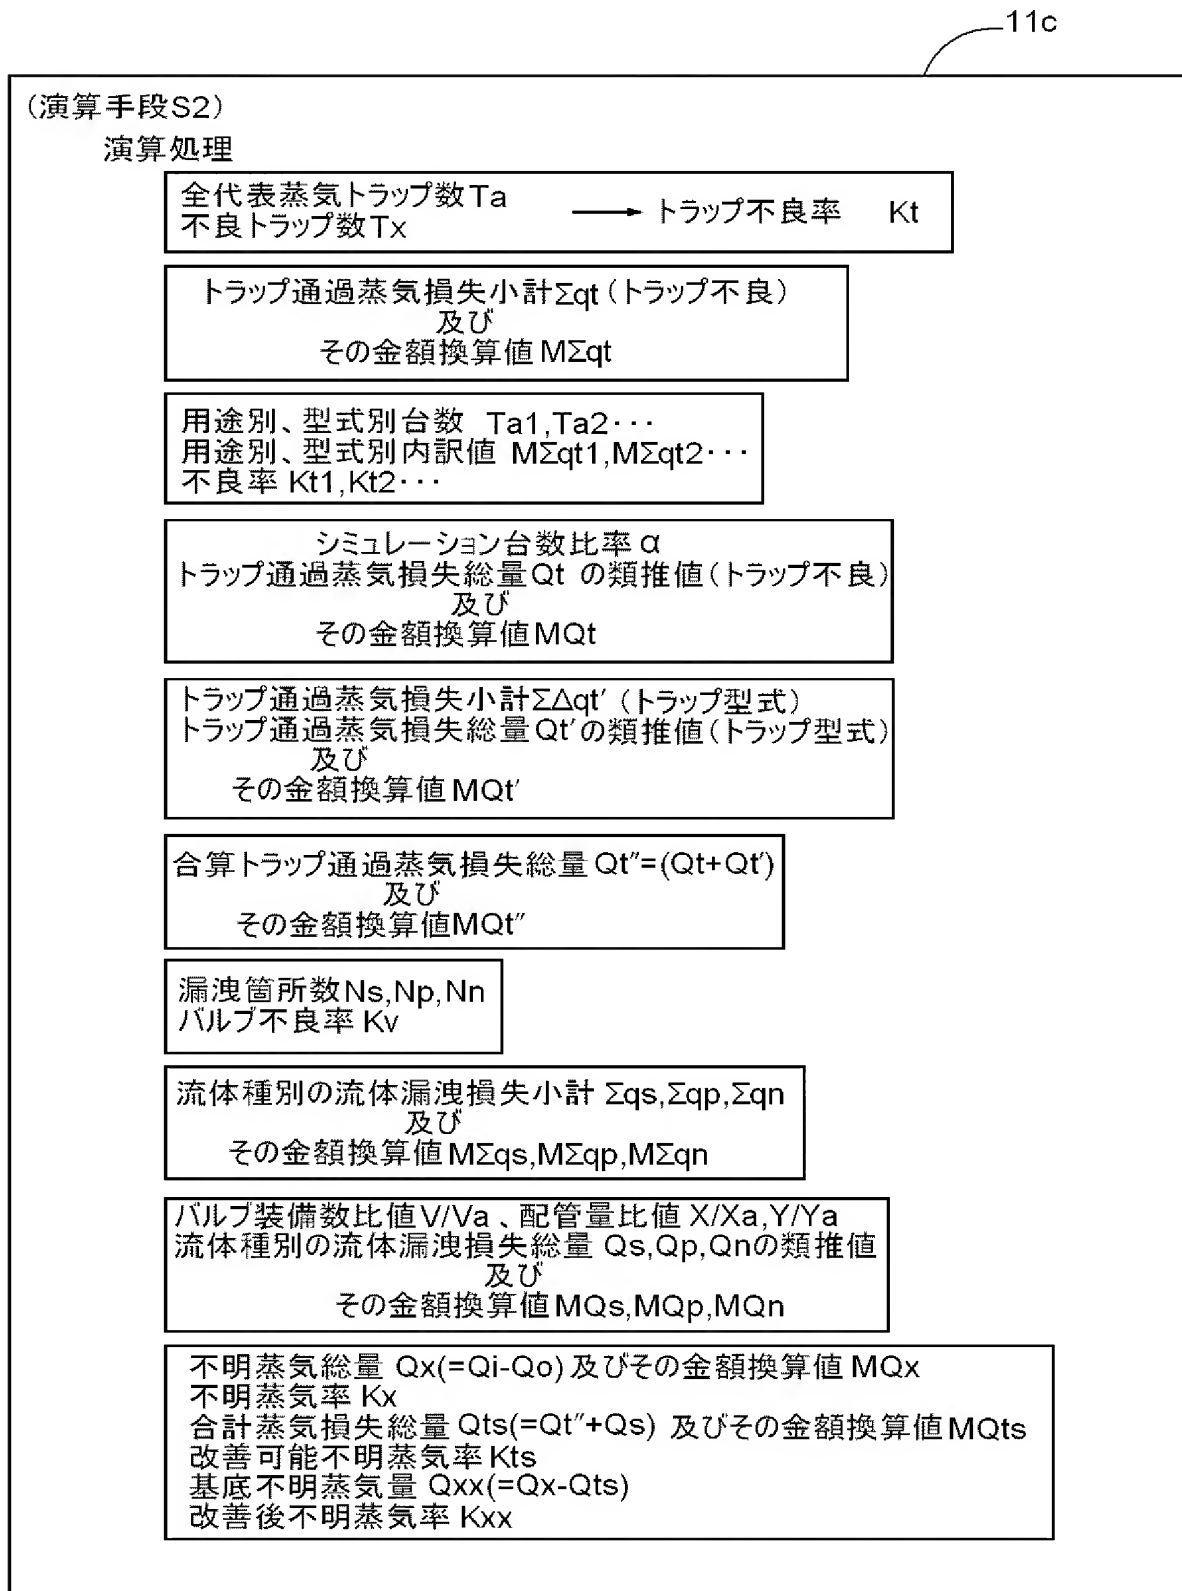 11c
（演算手段S2）
演算処理
全代表蒸気トラップ数Ta
不良トラップ数Tx → トラップ不良率 Kt
トラップ通過蒸気損失小計Σqt（トラップ不良）
及び
その金額換算値MΣqt
用途別、型式別台数 Ta1,Ta2･･･
用途別、型式別内訳値 MΣqt1,MΣqt2･･･
不良率 Kt1,Kt2･･･
シミュレーション台数比率α
トラップ通過蒸気損失総量Qt の類推値（トラップ不良）
及び
その金額換算値MQt
トラップ通過蒸気損失小計ΣΔqt′（トラップ型式）
トラップ通過蒸気損失総量Qt′の類推値（トラップ型式）
及び
その金額換算値MQt′
合算トラップ通過蒸気損失総量Qt″=(Qt+Qt′)
及び
その金額換算値MQt″
漏洩箇所数Ns,Np,Nn
バルブ不良率Kv
流体種別の流体漏洩損失小計 Σqs,Σqp,Σqn
及び
その金額換算値MΣqs,MΣqp,MΣqn
バルブ装備数比値V/Va、配管量比値 X/Xa,Y/Ya
流体種別の流体漏洩損失総量 Qs,Qp,Qnの類推値
及び
その金額換算値MQs,MQp,MQn
不明蒸気総量 Qx(=Qi-Qo)及びその金額換算値 MQx
不明蒸気率Kx
合計蒸気損失総量Qts(=Qt″+Qs) 及びその金額換算値MQts
改善可能不明蒸気率Kts
基底不明蒸気量 Qxx(=Qx-Qts)
改善後不明蒸気率Kxx